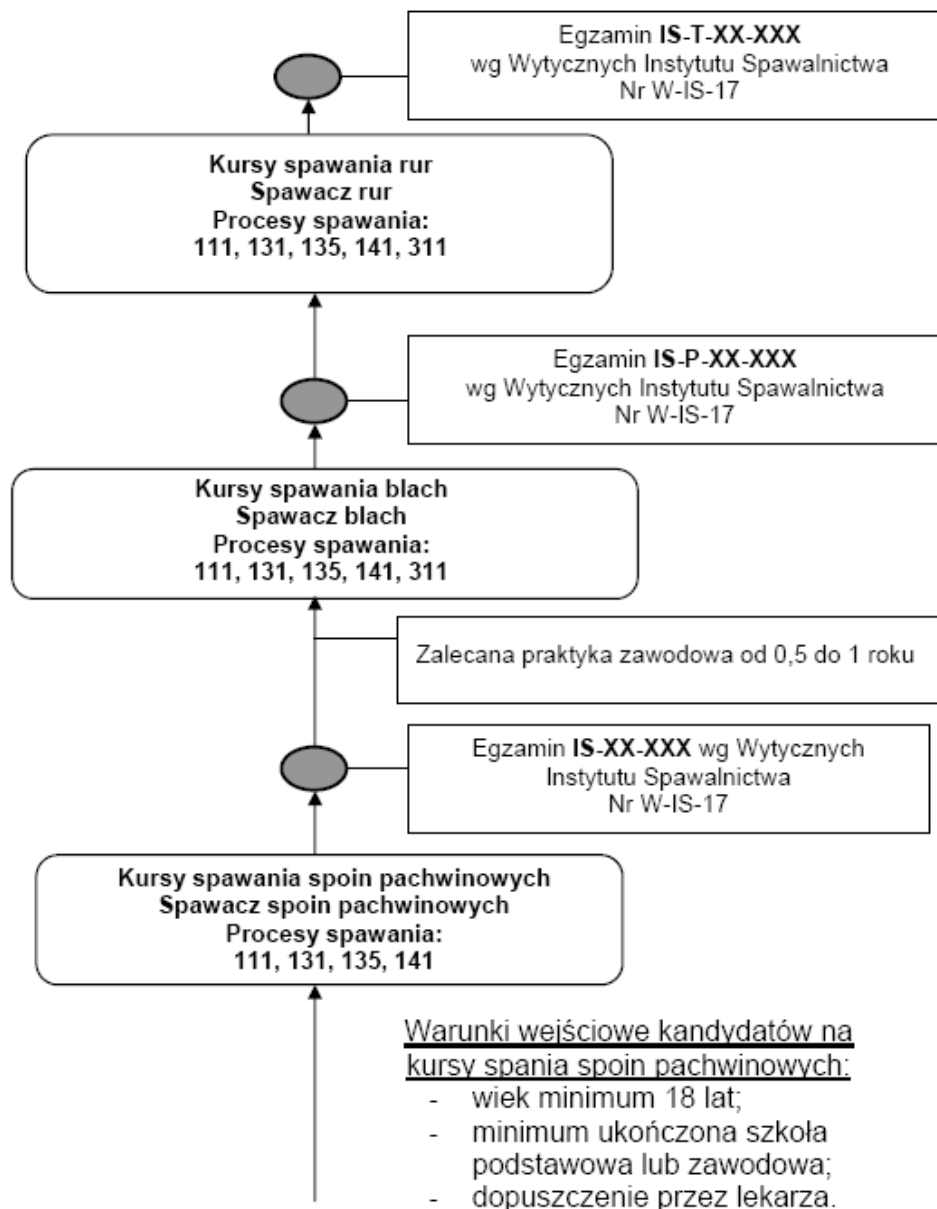 Egzamin IS-T-XX-XXX
wg Wytycznych Instytutu Spawalnictwa
Nr W-IS-17
Kursy spawania rur
Spawacz rur
Procesy spawania:
111, 131, 135, 141, 311
Egzamin IS-P-XX-XXX
wg Wytycznych Instytutu Spawalnictwa
Nr W-IS-17
Kursy spawania blach
Spawacz blach
Procesy spawania:
111, 131, 135, 141, 311
Zalecana praktyka zawodowa od 0,5 do 1 roku
Egzamin IS-XX-XXX wg Wytycznych
Instytutu Spawalnictwa
Nr W-IS-17
Kursy spawania spoin pachwinowych
Spawacz spoin pachwinowych
Procesy spawania:
111, 131, 135, 141
Warunki wejściowe kandydatów na
kursy spania spoin pachwinowych:
- wiek minimum 18 lat;
- minimum ukończona szkoła
podstawowa lub zawodowa;
- dopuszczenie przez lekarza.